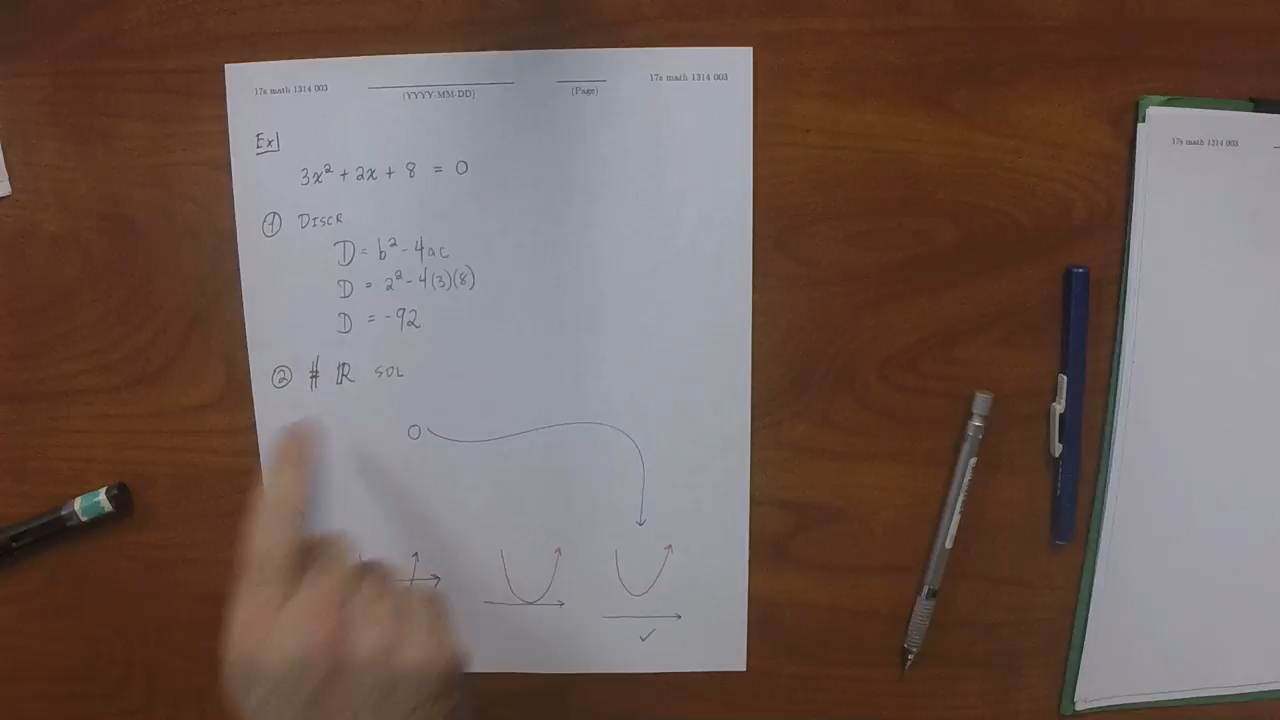 17s math 1314 003
(YYYY-MM-DD)
(Page)
17s math 1314 003
Ex
3x² + 2x + 8 = 0
① DISCR
D = b² - 4ac
D = 2² - 4(3)(8)
D = -92
② # ℝ SOL
0
✓
17s math 1314 003